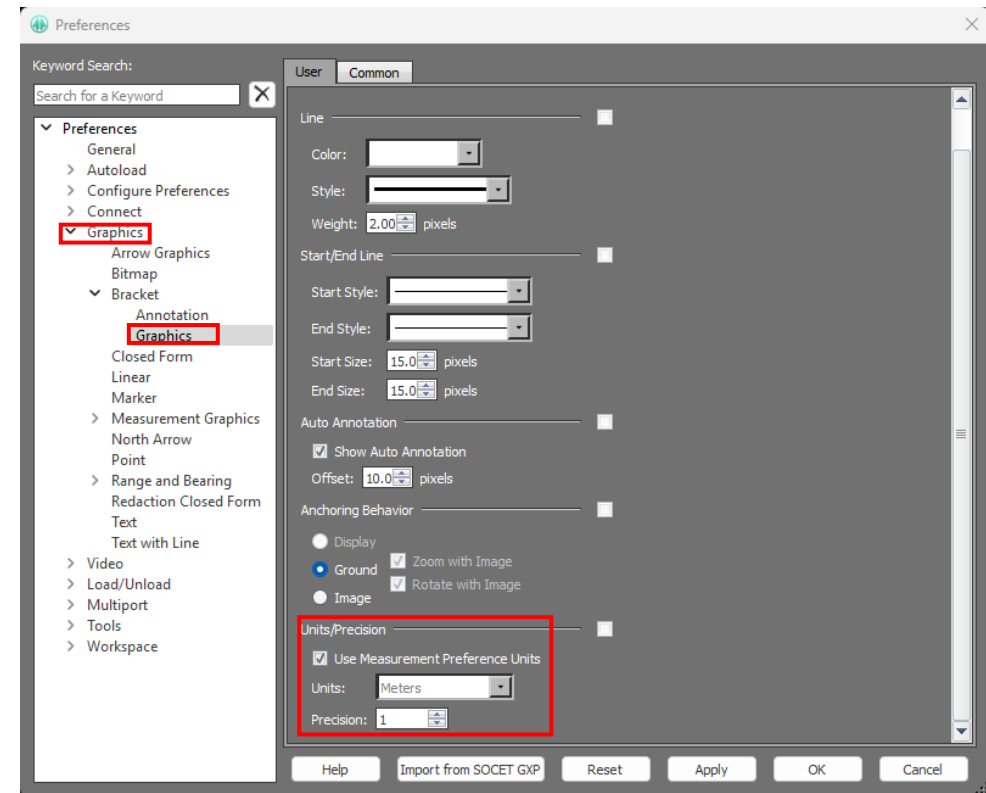 Preferences
Keyword Search:
Search for a Keyword
Preferences
General
Autoload
Configure Preferences
Connect
Graphics
Arrow Graphics
Bitmap
Bracket
Annotation
Graphics
Closed Form
Linear
Marker
Measurement Graphics
North Arrow
Point
Range and Bearing
Redaction Closed Form
Text
Text with Line
Video
Load/Unload
Multiport
Tools
Workspace
User Common
Line
Color:
Style:
Weight: 2.00 pixels
Start/End Line
Start Style:
End Style:
Start Size: 15.0 pixels
End Size: 15.0 pixels
Auto Annotation
Show Auto Annotation
Offset: 10.0 pixels
Anchoring Behavior
Display
Zoom with Image
Ground
Rotate with Image
Image
Units/Precision
Use Measurement Preference Units
Units: Meters
Precision: 1
Help Import from SOCET GXP Reset Apply OK Cancel